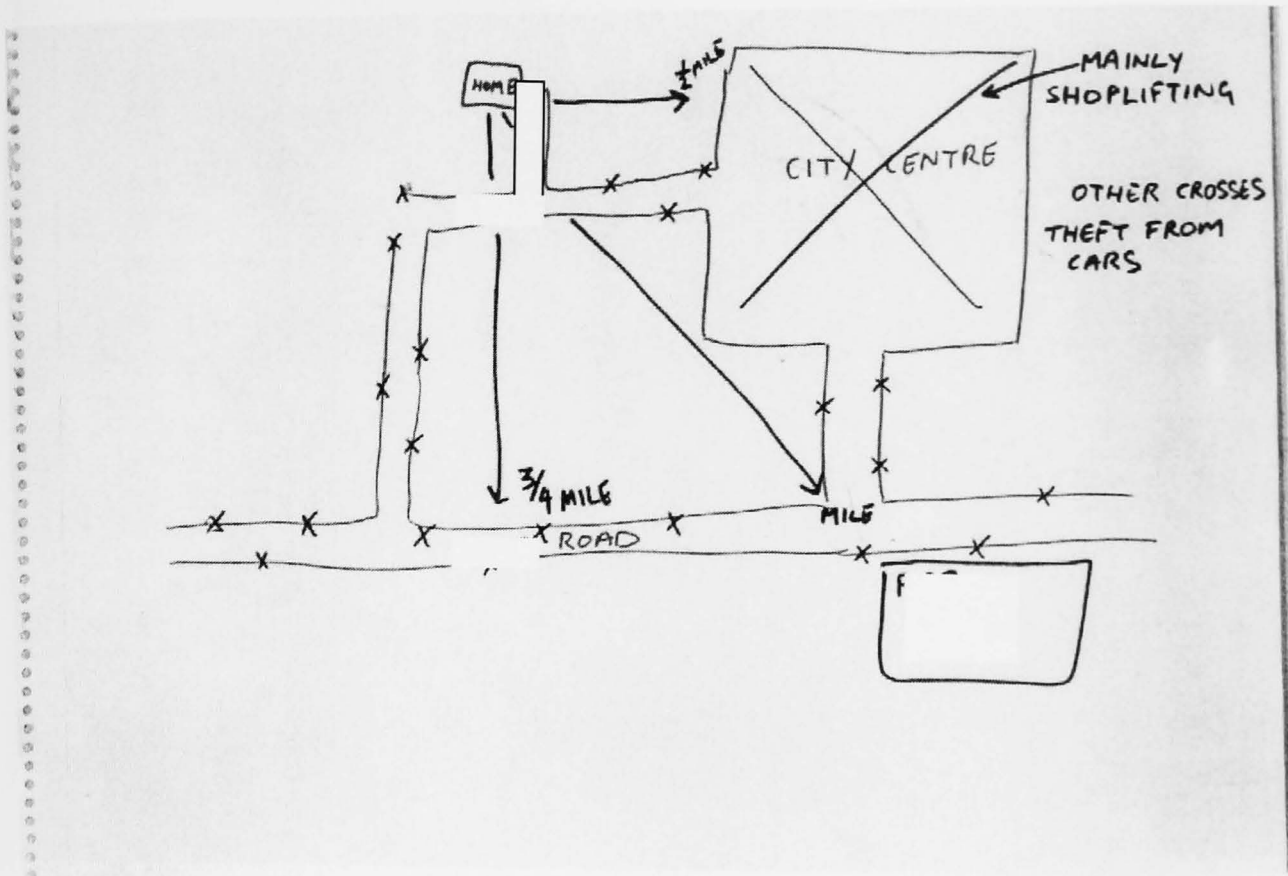 HOME
½ MILE
MAINLY
SHOPLIFTING
CITY CENTRE
OTHER CROSSES
THEFT FROM
CARS
¾ MILE
MILE
ROAD